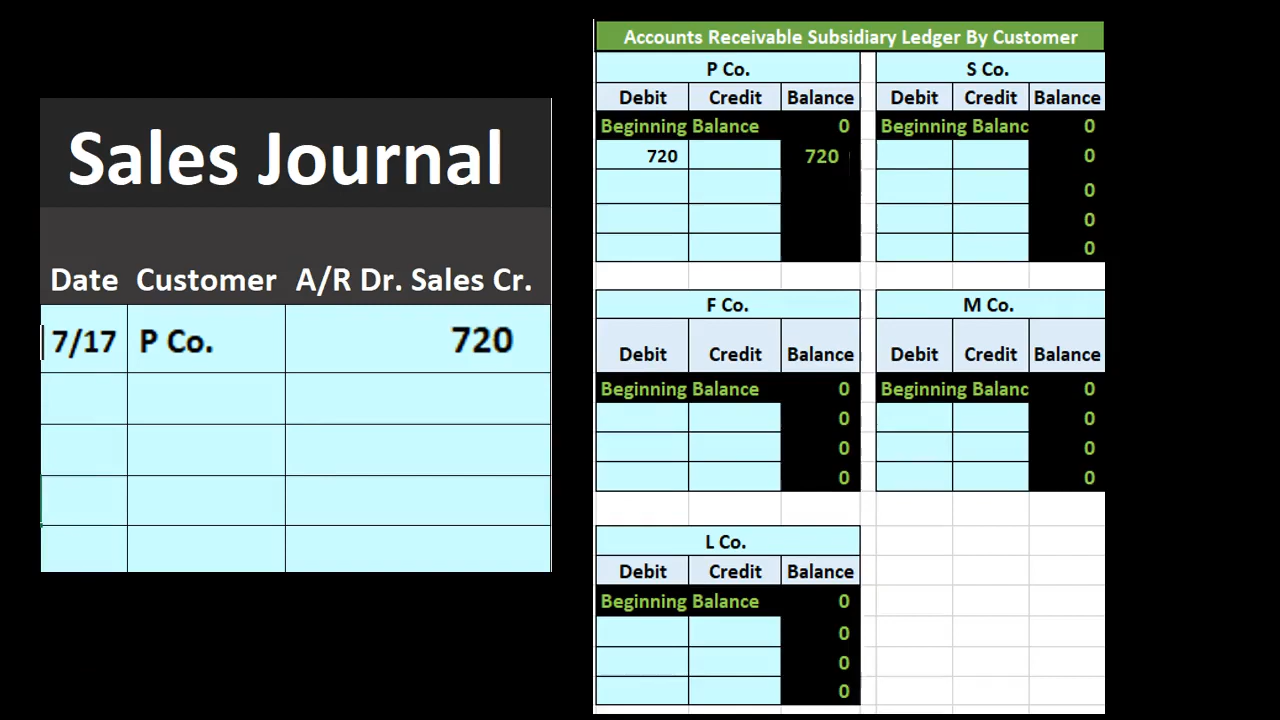 Sales Journal
Date Customer A/R Dr. Sales Cr.
7/17 P Co. 720
Accounts Receivable Subsidiary Ledger By Customer
P Co.
Debit Credit Balance
Beginning Balance 0
720 720
S Co.
Debit Credit Balance
Beginning Balanc 0
0
0
0
0
F Co.
Debit Credit Balance
Beginning Balance 0
0
0
0
M Co.
Debit Credit Balance
Beginning Balanc 0
0
0
0
L Co.
Debit Credit Balance
Beginning Balance 0
0
0
0